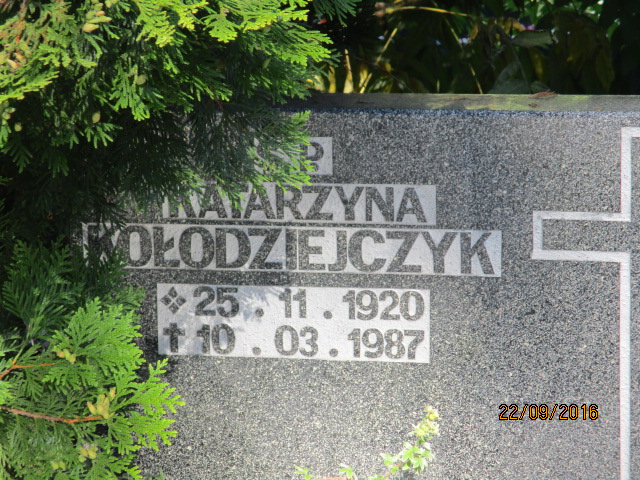 KATARZYNA
KOŁODZIEJCZYK
25.11.1920
✝ 10.03.1987
22/09/2016